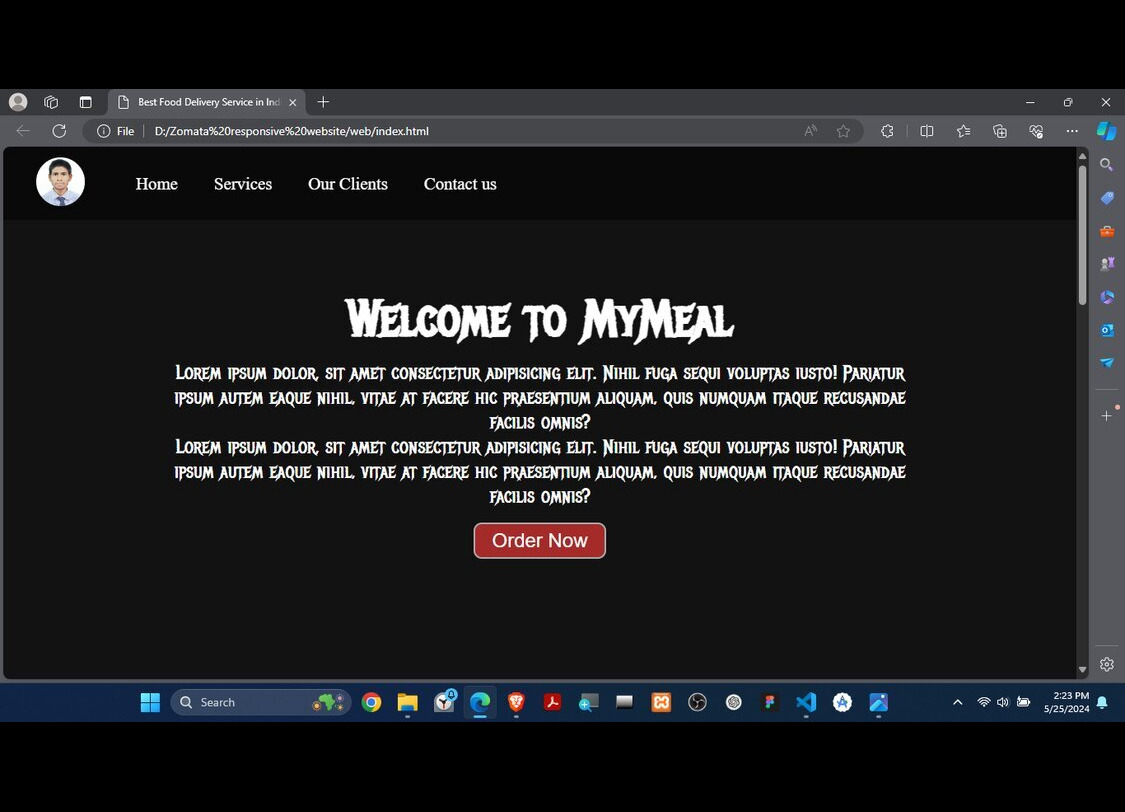 Best Food Delivery Service in Ind
File
D:/Zomata%20responsive%20website/web/index.html
Home
Services
Our Clients
Contact us
Welcome to MyMeal
Lorem ipsum dolor, sit amet consectetur adipisicing elit. Nihil fuga sequi voluptas iusto! Pariatur
ipsum autem eaque nihil, vitae at facere hic praesentium aliquam, quis numquam itaque recusandae
facilis omnis?
Lorem ipsum dolor, sit amet consectetur adipisicing elit. Nihil fuga sequi voluptas iusto! Pariatur
ipsum autem eaque nihil, vitae at facere hic praesentium aliquam, quis numquam itaque recusandae
facilis omnis?
Order Now
Search
2:23 PM
5/25/2024